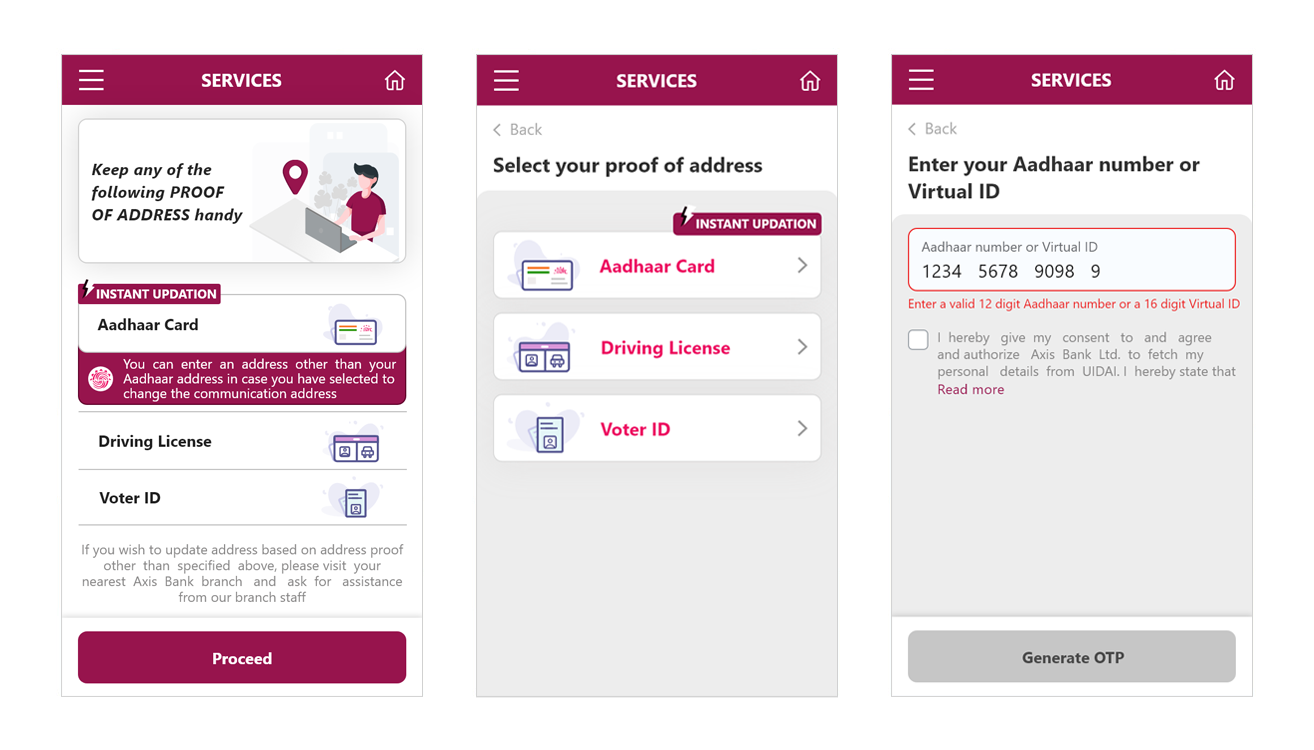 SERVICES
Keep any of the
following PROOF
OF ADDRESS handy
INSTANT UPDATION
Aadhaar Card
You can enter an address other than your
Aadhaar address in case you have selected to
change the communication address
Driving License
Voter ID
If you wish to update address based on address proof
other than specified above, please visit your
nearest Axis Bank branch and ask for assistance
from our branch staff
Proceed
SERVICES
Back
Select your proof of address
INSTANT UPDATION
Aadhaar Card
Driving License
Voter ID
SERVICES
Back
Enter your Aadhaar number or
Virtual ID
Aadhaar number or Virtual ID
1234 5678 9098 9
Enter a valid 12 digit Aadhaar number or a 16 digit Virtual ID
I hereby give my consent to and agree
and authorize Axis Bank Ltd. to fetch my
personal details from UIDAI. I hereby state that
Read more
Generate OTP